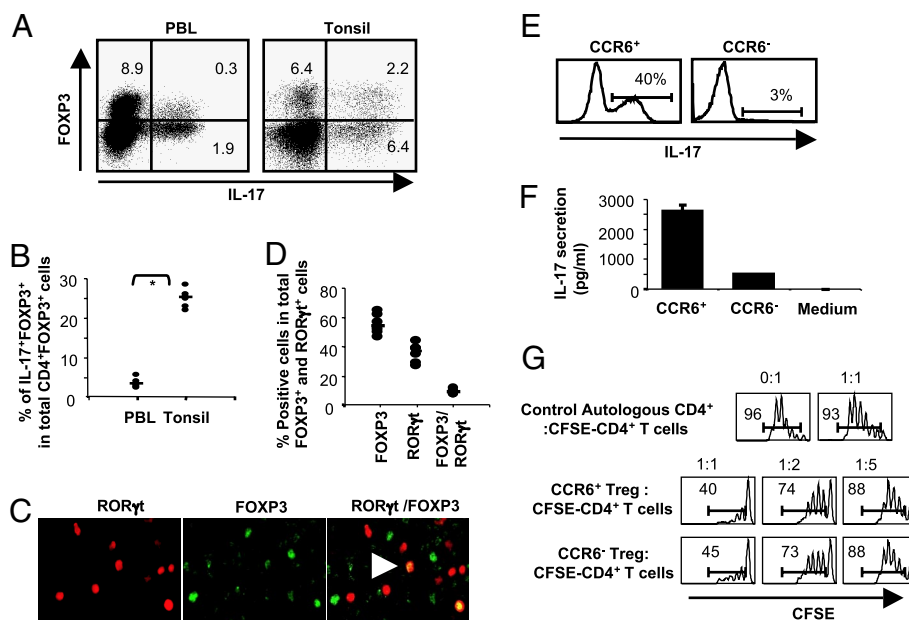 A
PBL
Tonsil
FOXP3
8.9
0.3
1.9
6.4
2.2
6.4
IL-17
B
% of IL-17⁺FOXP3⁺
in total CD4⁺FOXP3⁺ cells
30
20
10
0
*
PBL Tonsil
D
% Positive cells in total
FOXP3⁺ and RORγt⁺ cells
80
60
40
20
0
FOXP3
RORγt
FOXP3/
RORγt
C
RORγt
FOXP3
RORγt /FOXP3
E
CCR6⁺
CCR6⁻
40%
3%
IL-17
F
IL-17 secretion
(pg/ml)
3000
2000
1000
0
CCR6⁺
CCR6⁻
Medium
G
0:1
1:1
Control Autologous CD4⁺
:CFSE-CD4⁺ T cells
96
93
1:1
1:2
1:5
CCR6⁺ Treg :
CFSE-CD4⁺ T cells
40
74
88
CCR6⁻ Treg:
CFSE-CD4⁺ T cells
45
73
88
CFSE